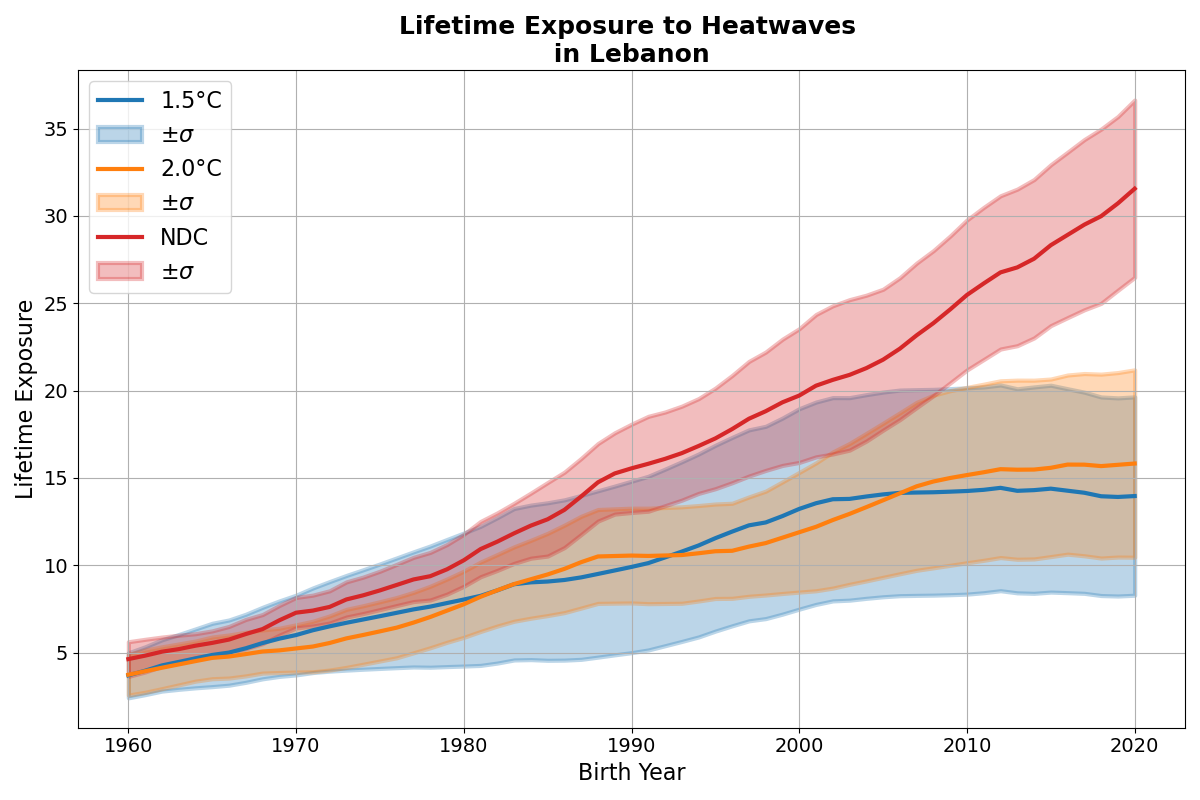 Lifetime Exposure to Heatwaves
in Lebanon
1.5°C
±σ
2.0°C
±σ
NDC
±σ
Lifetime Exposure
35
30
25
20
15
10
5
1960 1970 1980 1990 2000 2010 2020
Birth Year